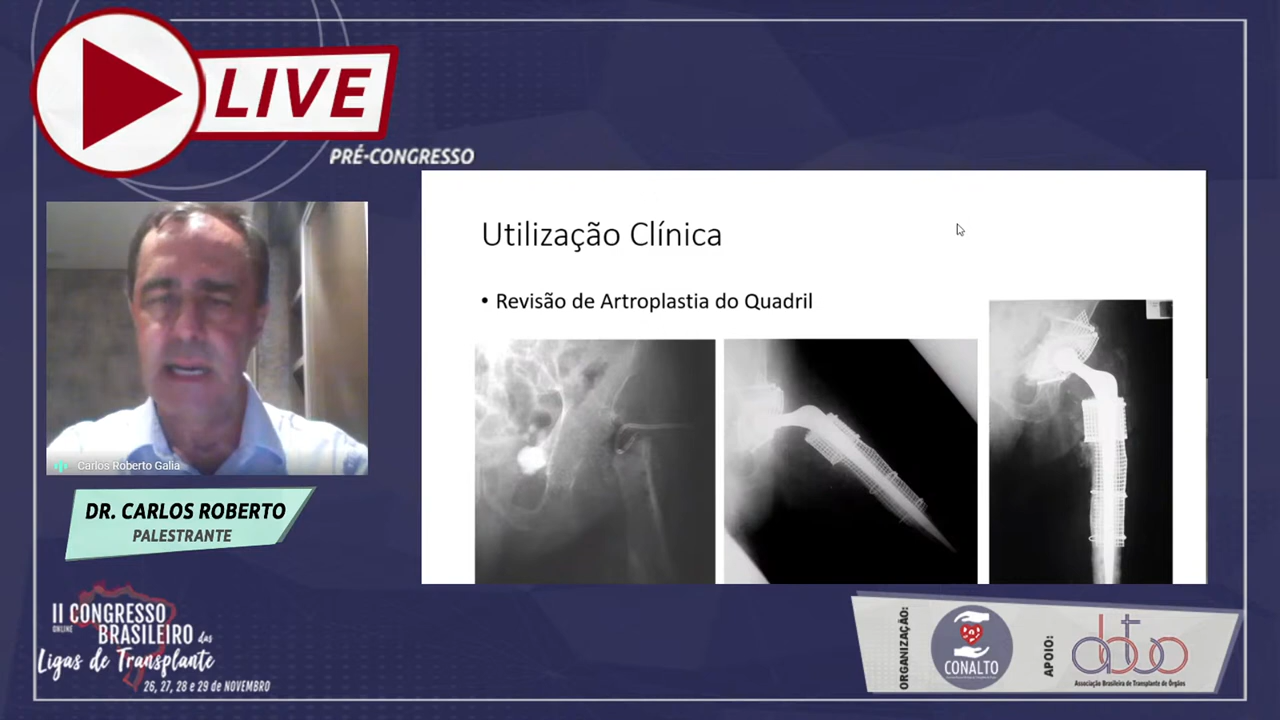 LIVE
PRÉ-CONGRESSO
Utilização Clínica
• Revisão de Artroplastia do Quadril
Carlos Roberto Galia
DR. CARLOS ROBERTO
PALESTRANTE
II CONGRESSO
ONLINE
BRASILEIRO das
Ligas de Transplante
26, 27, 28 e 29 de NOVEMBRO
ORGANIZAÇÃO:
CONALTO
APOIO:
abto
Associação Brasileira de Transplante de Órgãos